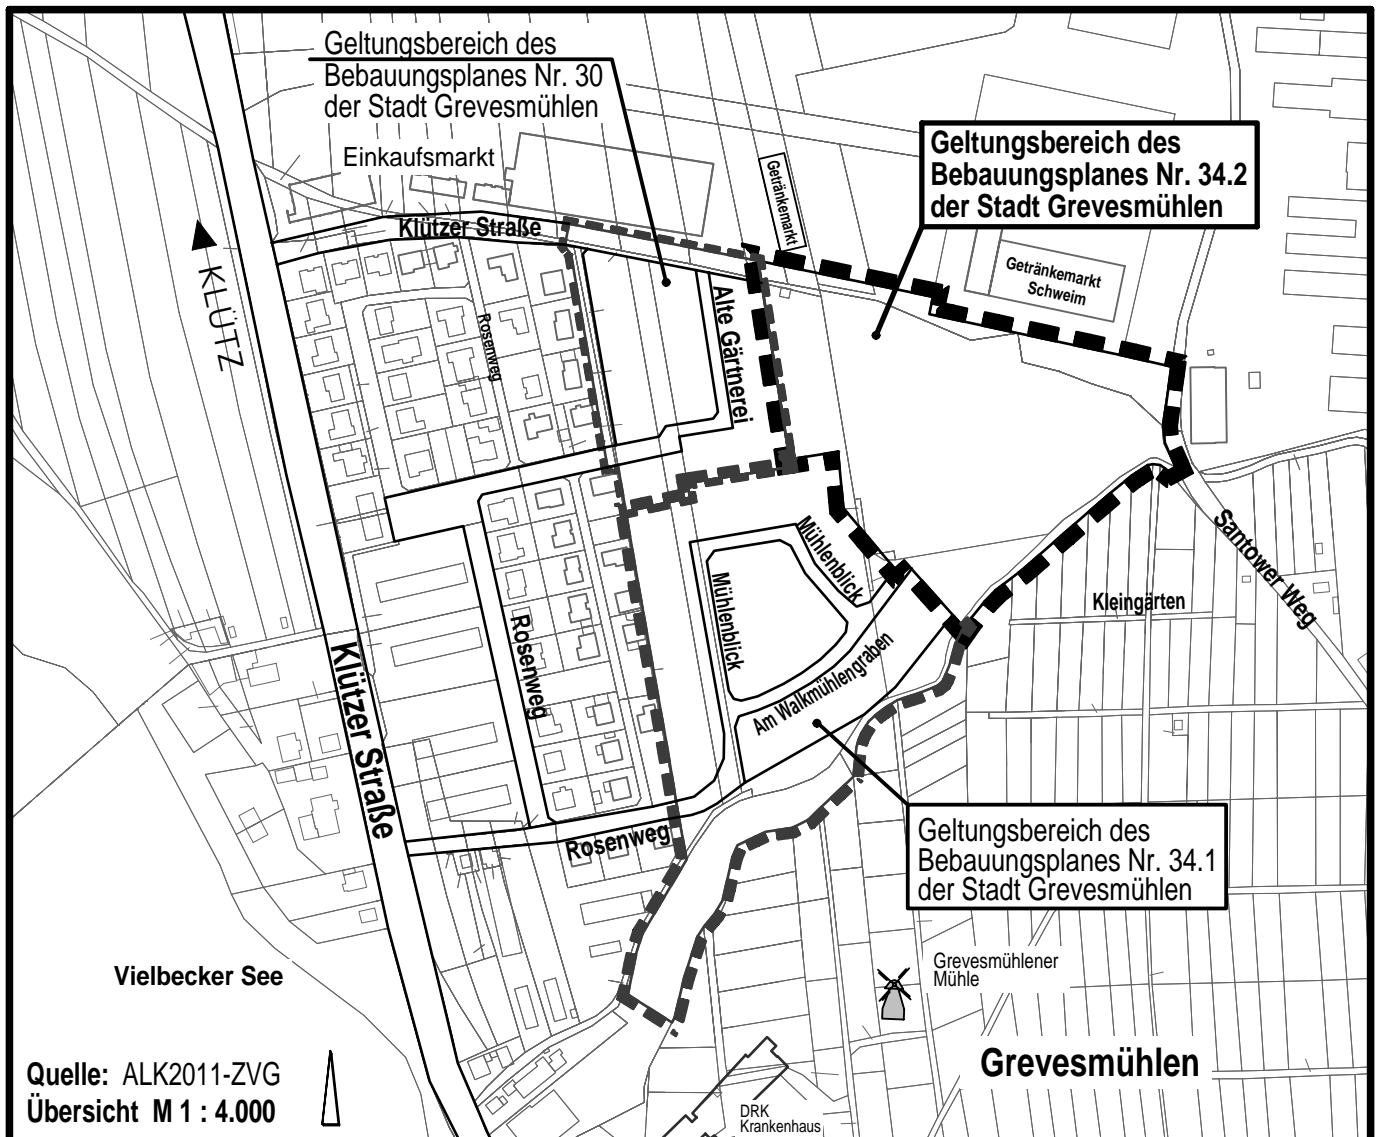 Geltungsbereich des
Bebauungsplanes Nr. 30
der Stadt Grevesmühlen
Einkaufsmarkt
Getränkemarkt
Geltungsbereich des
Bebauungsplanes Nr. 34.2
der Stadt Grevesmühlen
Klützer Straße
KLÜTZ
Rosenweg
Alte Gärtnerei
Getränkemarkt
Schweim
Mühlenblick
Mühlenblick
Santower Weg
Kleingärten
Rosenweg
Klützer Straße
Am Walkmühlengraben
Rosenweg
Geltungsbereich des
Bebauungsplanes Nr. 34.1
der Stadt Grevesmühlen
Vielbecker See
Grevesmühlener
Mühle
Grevesmühlen
Quelle: ALK2011-ZVG
Übersicht M 1 : 4.000
DRK
Krankenhaus